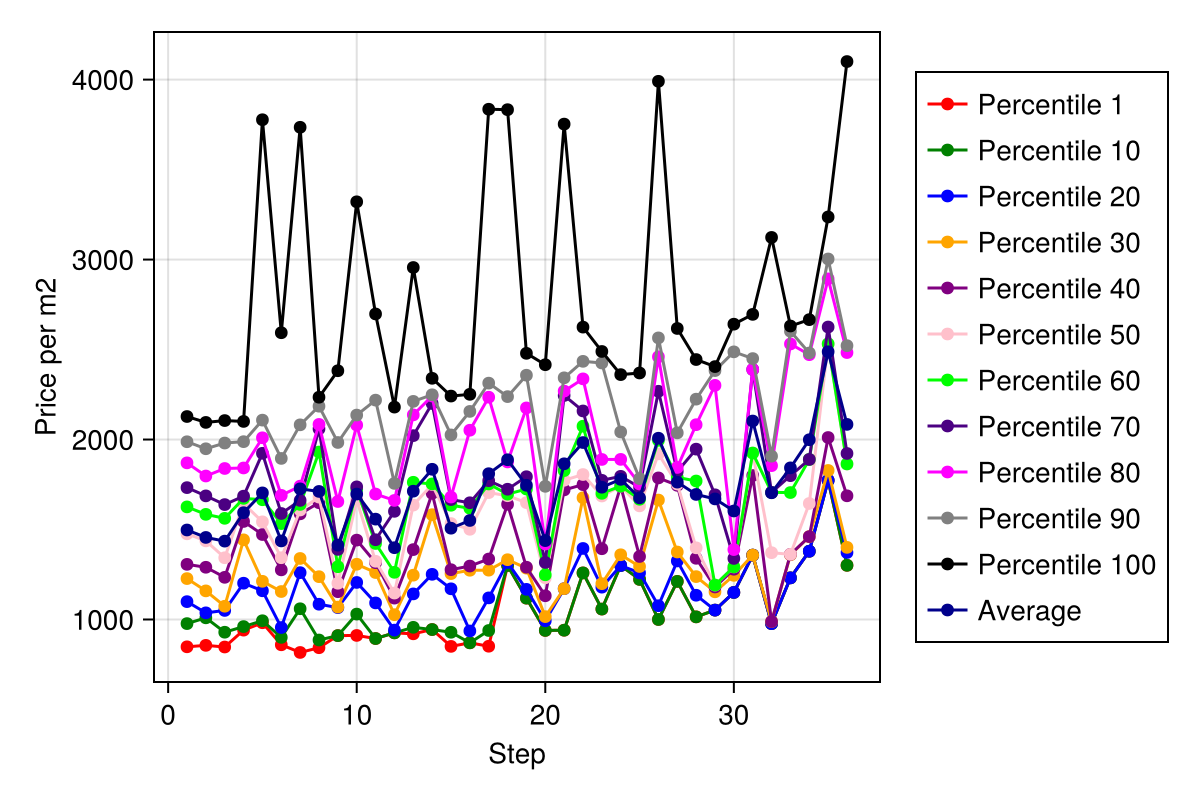 4000
3000
2000
1000
Price per m2
0
10
20
30
Step
Percentile 1
Percentile 10
Percentile 20
Percentile 30
Percentile 40
Percentile 50
Percentile 60
Percentile 70
Percentile 80
Percentile 90
Percentile 100
Average